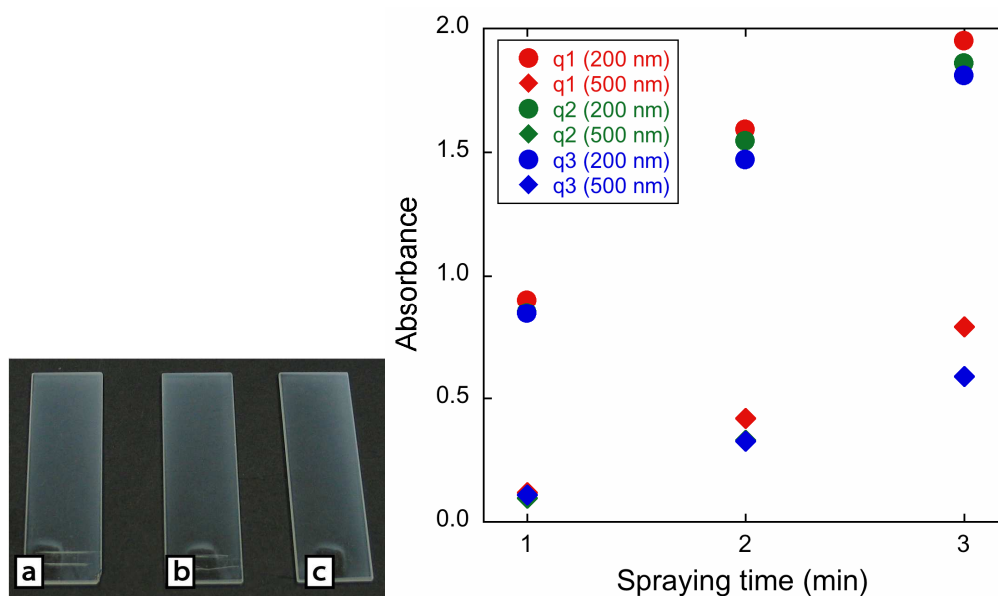 2.0
1.5
1.0
0.5
0.0
Absorbance
q1 (200 nm)
q1 (500 nm)
q2 (200 nm)
q2 (500 nm)
q3 (200 nm)
q3 (500 nm)
1 2 3
Spraying time (min)
a b c